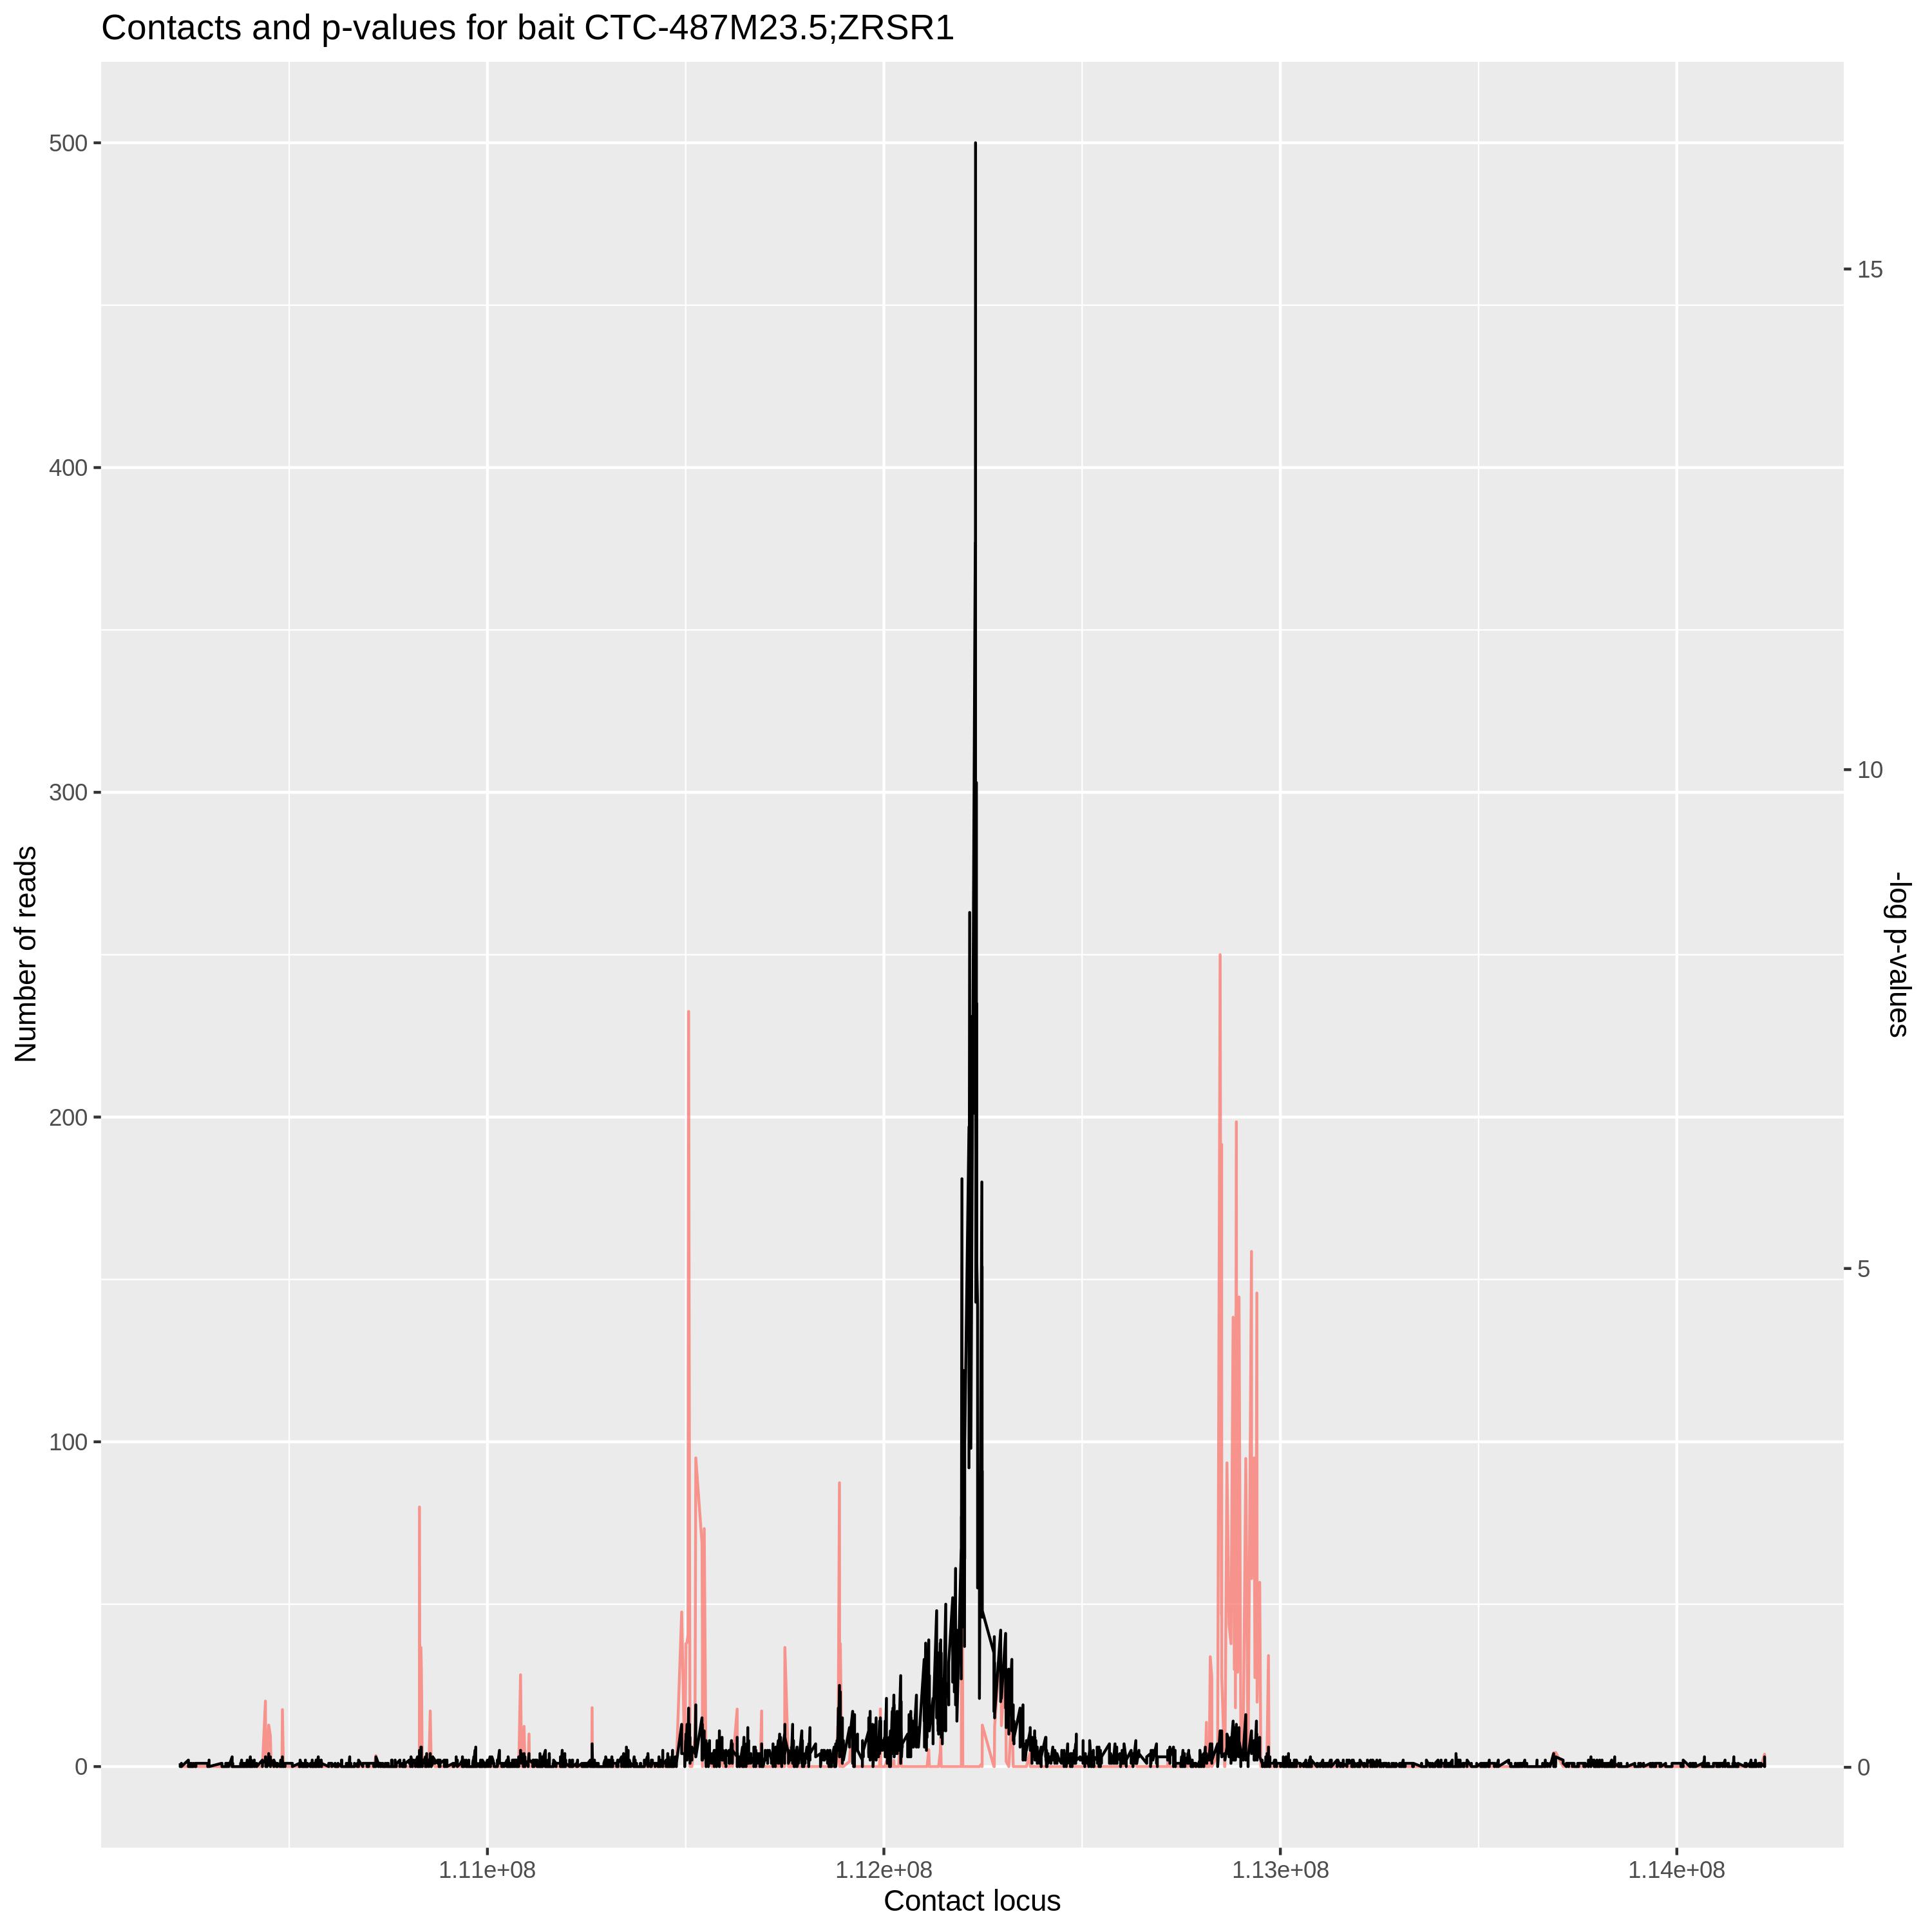 Contacts and p-values for bait CTC-487M23.5;ZRSR1
500
400
300
200
100
0
Number of reads
15
10
5
0
-log p-values
1.11e+08
1.12e+08
1.13e+08
1.14e+08
Contact locus